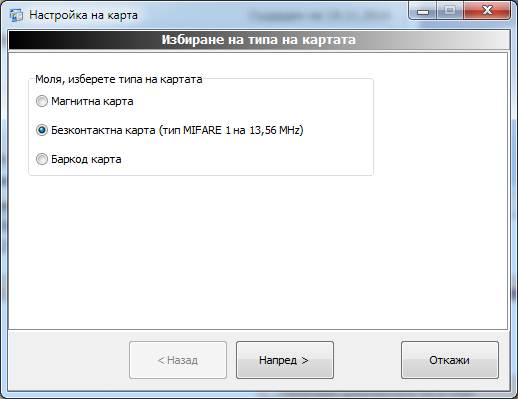 Настройка на карта
Избиране на типа на картата
Моля, изберете типа на картата
Магнитна карта
Безконтактна карта (тип MIFARE 1 на 13,56 MHz)
Баркод карта
< Назад
Напред >
Откажи